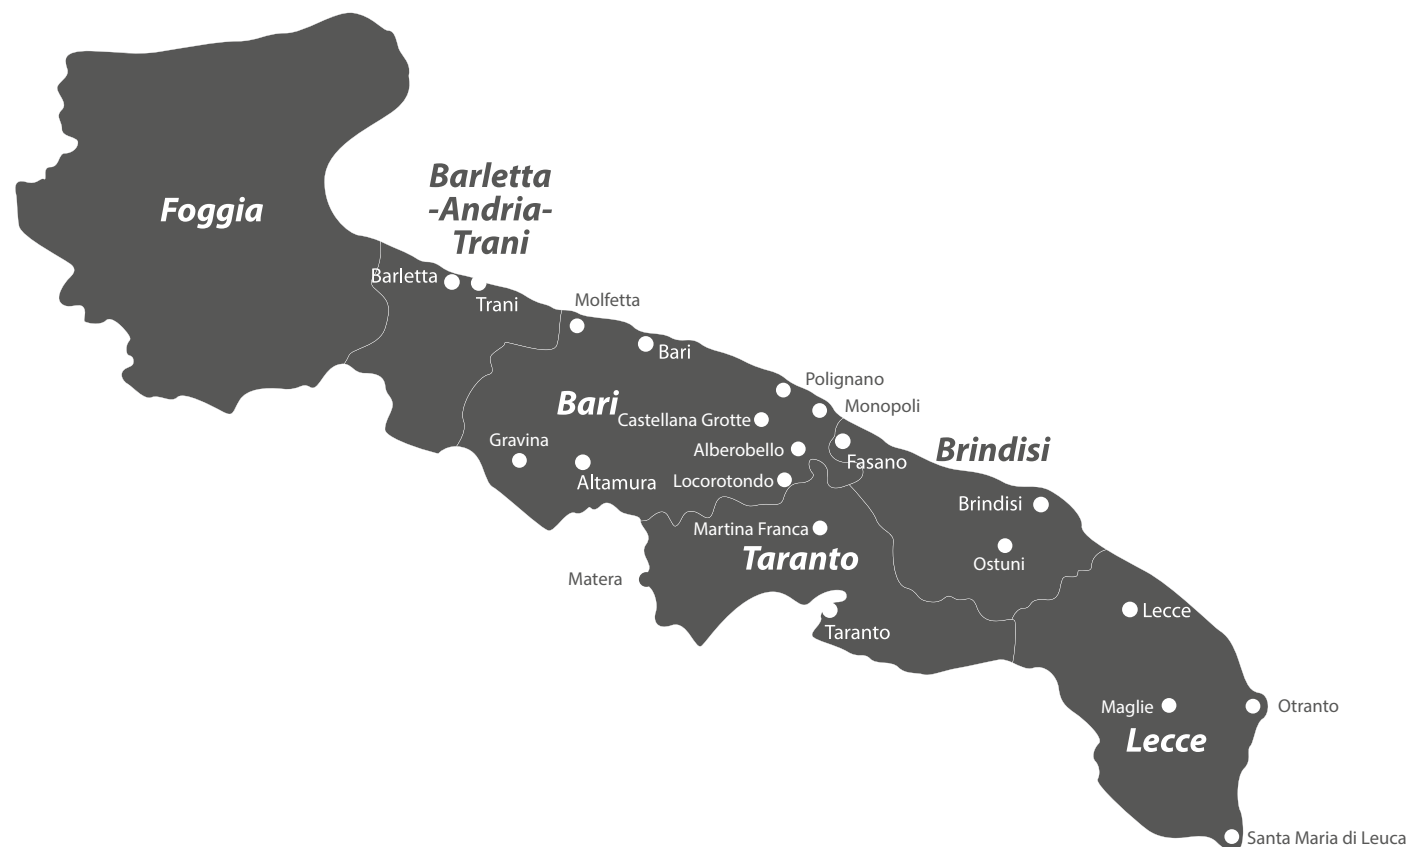 Foggia
Barletta
-Andria-
Trani
Barletta
Trani
Molfetta
Bari
Polignano
Monopoli
Bari
Castellana Grotte
Gravina
Alberobello
Fasano
Brindisi
Altamura
Locorotondo
Brindisi
Martina Franca
Taranto
Ostuni
Matera
Taranto
Lecce
Maglie
Otranto
Lecce
Santa Maria di Leuca